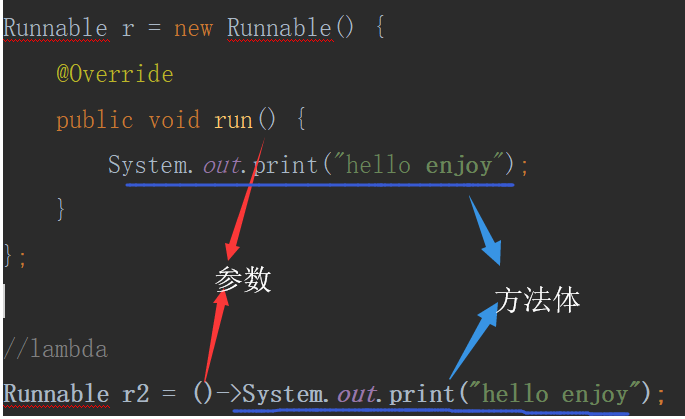 Runnable r = new Runnable() {
@Override
public void run() {
System.out.print("hello enjoy");
}
};
参数
方法体
//lambda
Runnable r2 = ()->System.out.print("hello enjoy");